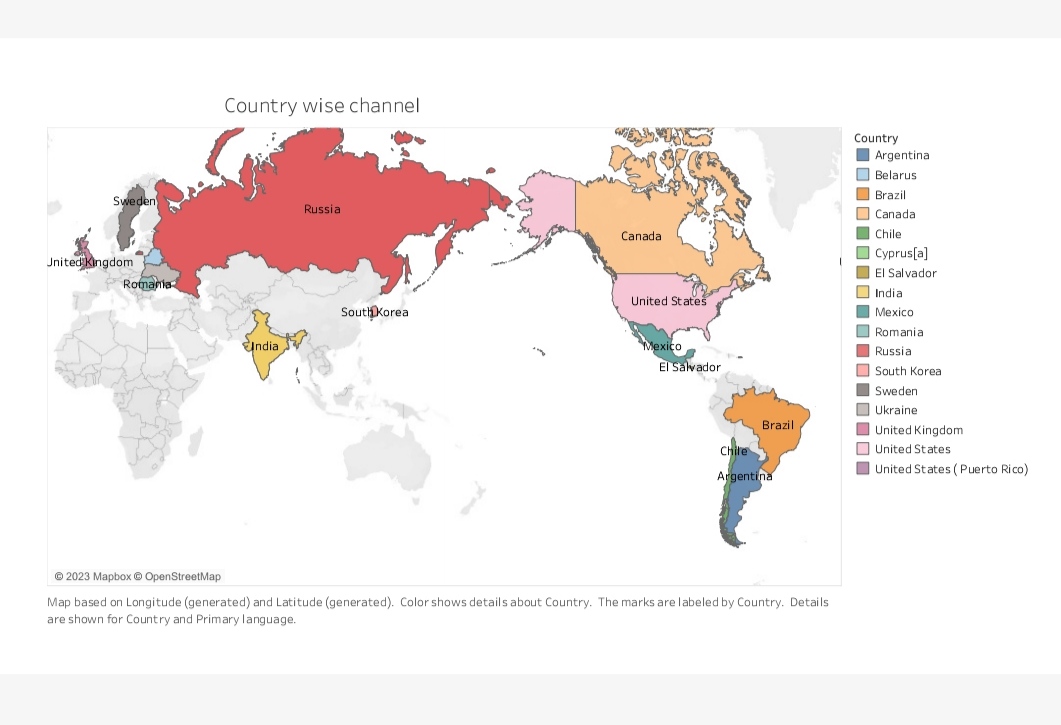 Country wise channel
Country
Argentina
Belarus
Brazil
Canada
Chile
Cyprus[a]
El Salvador
India
Mexico
Romania
Russia
South Korea
Sweden
Ukraine
United Kingdom
United States
United States ( Puerto Rico)
Sweden
Russia
Canada
United Kingdom
Romania
United States
South Korea
India
Mexico
El Salvador
Brazil
Chile
Argentina
© 2023 Mapbox © OpenStreetMap
Map based on Longitude (generated) and Latitude (generated).  Color shows details about Country.  The marks are labeled by Country.  Details
are shown for Country and Primary language.